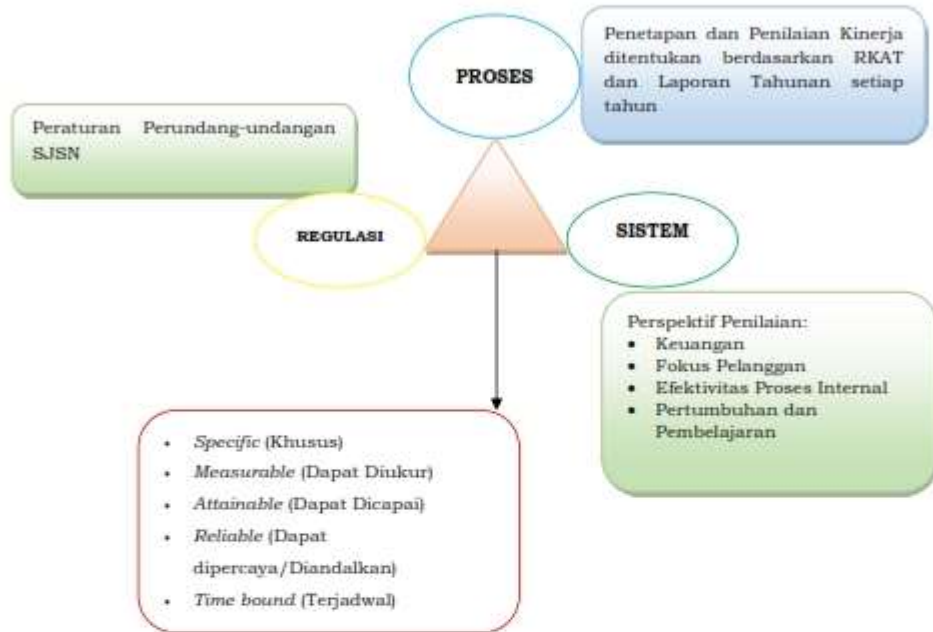 PROSES
Penetapan dan Penilaian Kinerja
ditentukan berdasarkan RKAT
dan Laporan Tahunan setiap
tahun
Peraturan Perundang-undangan
SJSN
REGULASI
SISTEM
Perspektif Penilaian:
• Keuangan
• Fokus Pelanggan
• Efektivitas Proses Internal
• Pertumbuhan dan
Pembelajaran
• Specific (Khusus)
• Measurable (Dapat Diukur)
• Attainable (Dapat Dicapai)
• Reliable (Dapat
dipercaya/Diandalkan)
• Time bound (Terjadwal)